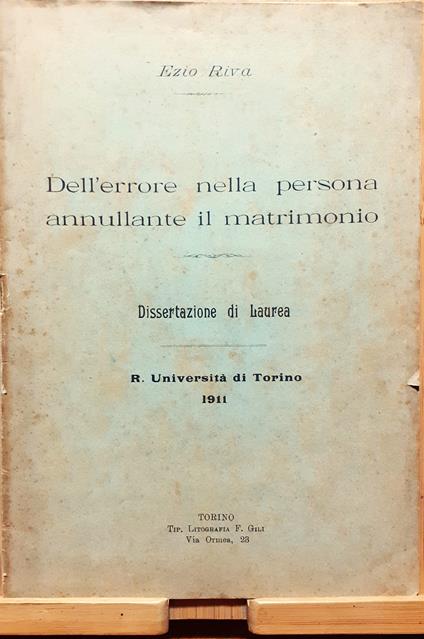 Ezio Riva
Dell'errore nella persona
annullante il matrimonio
Dissertazione di Laurea
R. Università di Torino
1911
TORINO
Tip. Litografia F. Gili
Via Ormea, 23